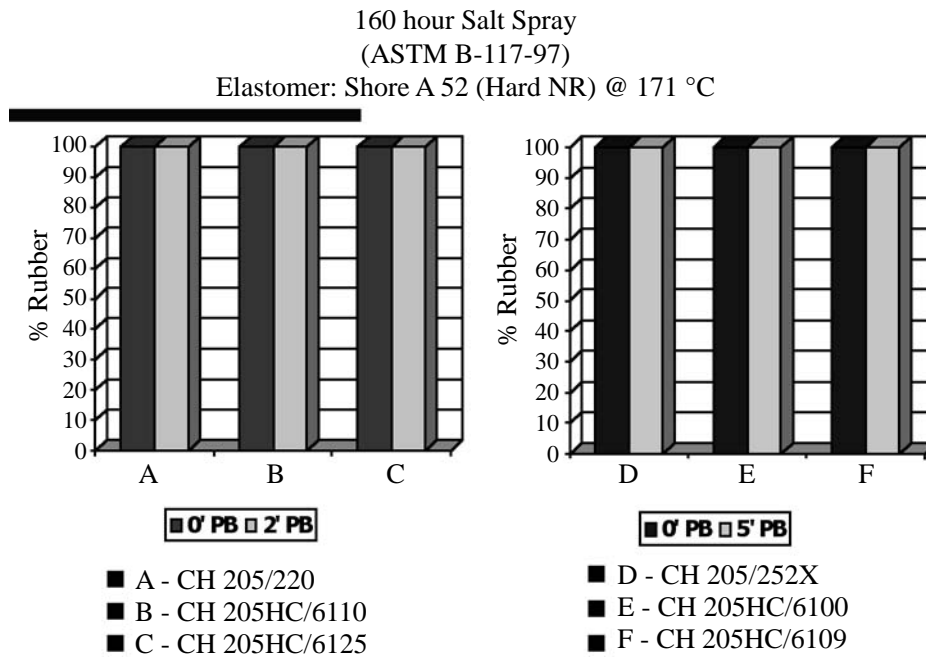 160 hour Salt Spray
(ASTM B-117-97)
Elastomer: Shore A 52 (Hard NR) @ 171 °C
% Rubber
100
90
80
70
60
50
40
30
20
10
0
A B C
0' PB 2' PB
A - CH 205/220
B - CH 205HC/6110
C - CH 205HC/6125
% Rubber
100
90
80
70
60
50
40
30
20
10
0
D E F
0' PB 5' PB
D - CH 205/252X
E - CH 205HC/6100
F - CH 205HC/6109